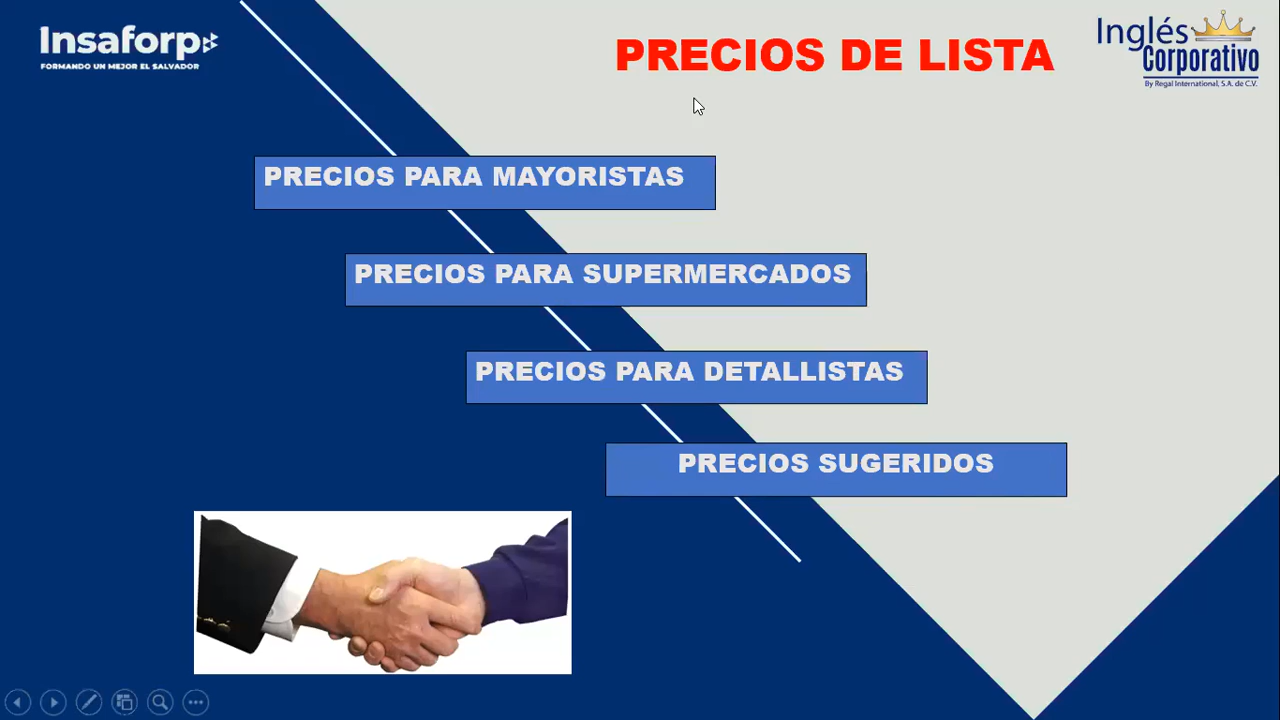 Insaforp
FORMANDO UN MEJOR EL SALVADOR
PRECIOS DE LISTA
Inglés
Corporativo
By Regal International, S.A. de C.V.
PRECIOS PARA MAYORISTAS
PRECIOS PARA SUPERMERCADOS
PRECIOS PARA DETALLISTAS
PRECIOS SUGERIDOS